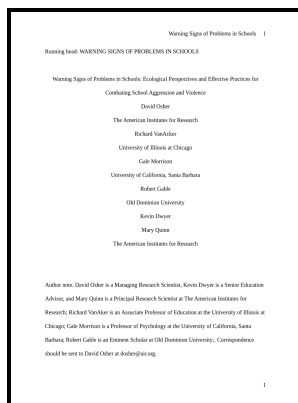 Warning Signs of Problems in Schools 1
Running head: WARNING SIGNS OF PROBLEMS IN SCHOOLS
Warning Signs of Problems in Schools: Ecological Perspectives and Effective Practices for
Combating School Aggression and Violence
David Osher
The American Institutes for Research
Richard VanAcker
University of Illinois at Chicago
Gale Morrison
University of California, Santa Barbara
Robert Gable
Old Dominion University
Kevin Dwyer
Mary Quinn
The American Institutes for Research
Author note. David Osher is a Managing Research Scientist, Kevin Dwyer is a Senior Education
Advisor, and Mary Quinn is a Principal Research Scientist at The American Institutes for
Research; Richard VanAker is an Associate Professor of Education at the University of Illinois at
Chicago; Gale Morrison is a Professor of Psychology at the University of California, Santa
Barbara; Robert Gable is an Eminent Scholar at Old Dominion University;. Correspondence
should be sent to David Osher at dosher@air.org.
1